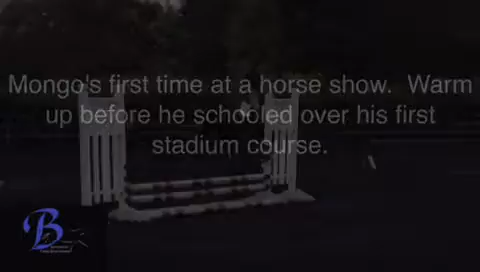 Mongo's first time at a horse show.  Warm
up before he schooled over his first
stadium course.
B